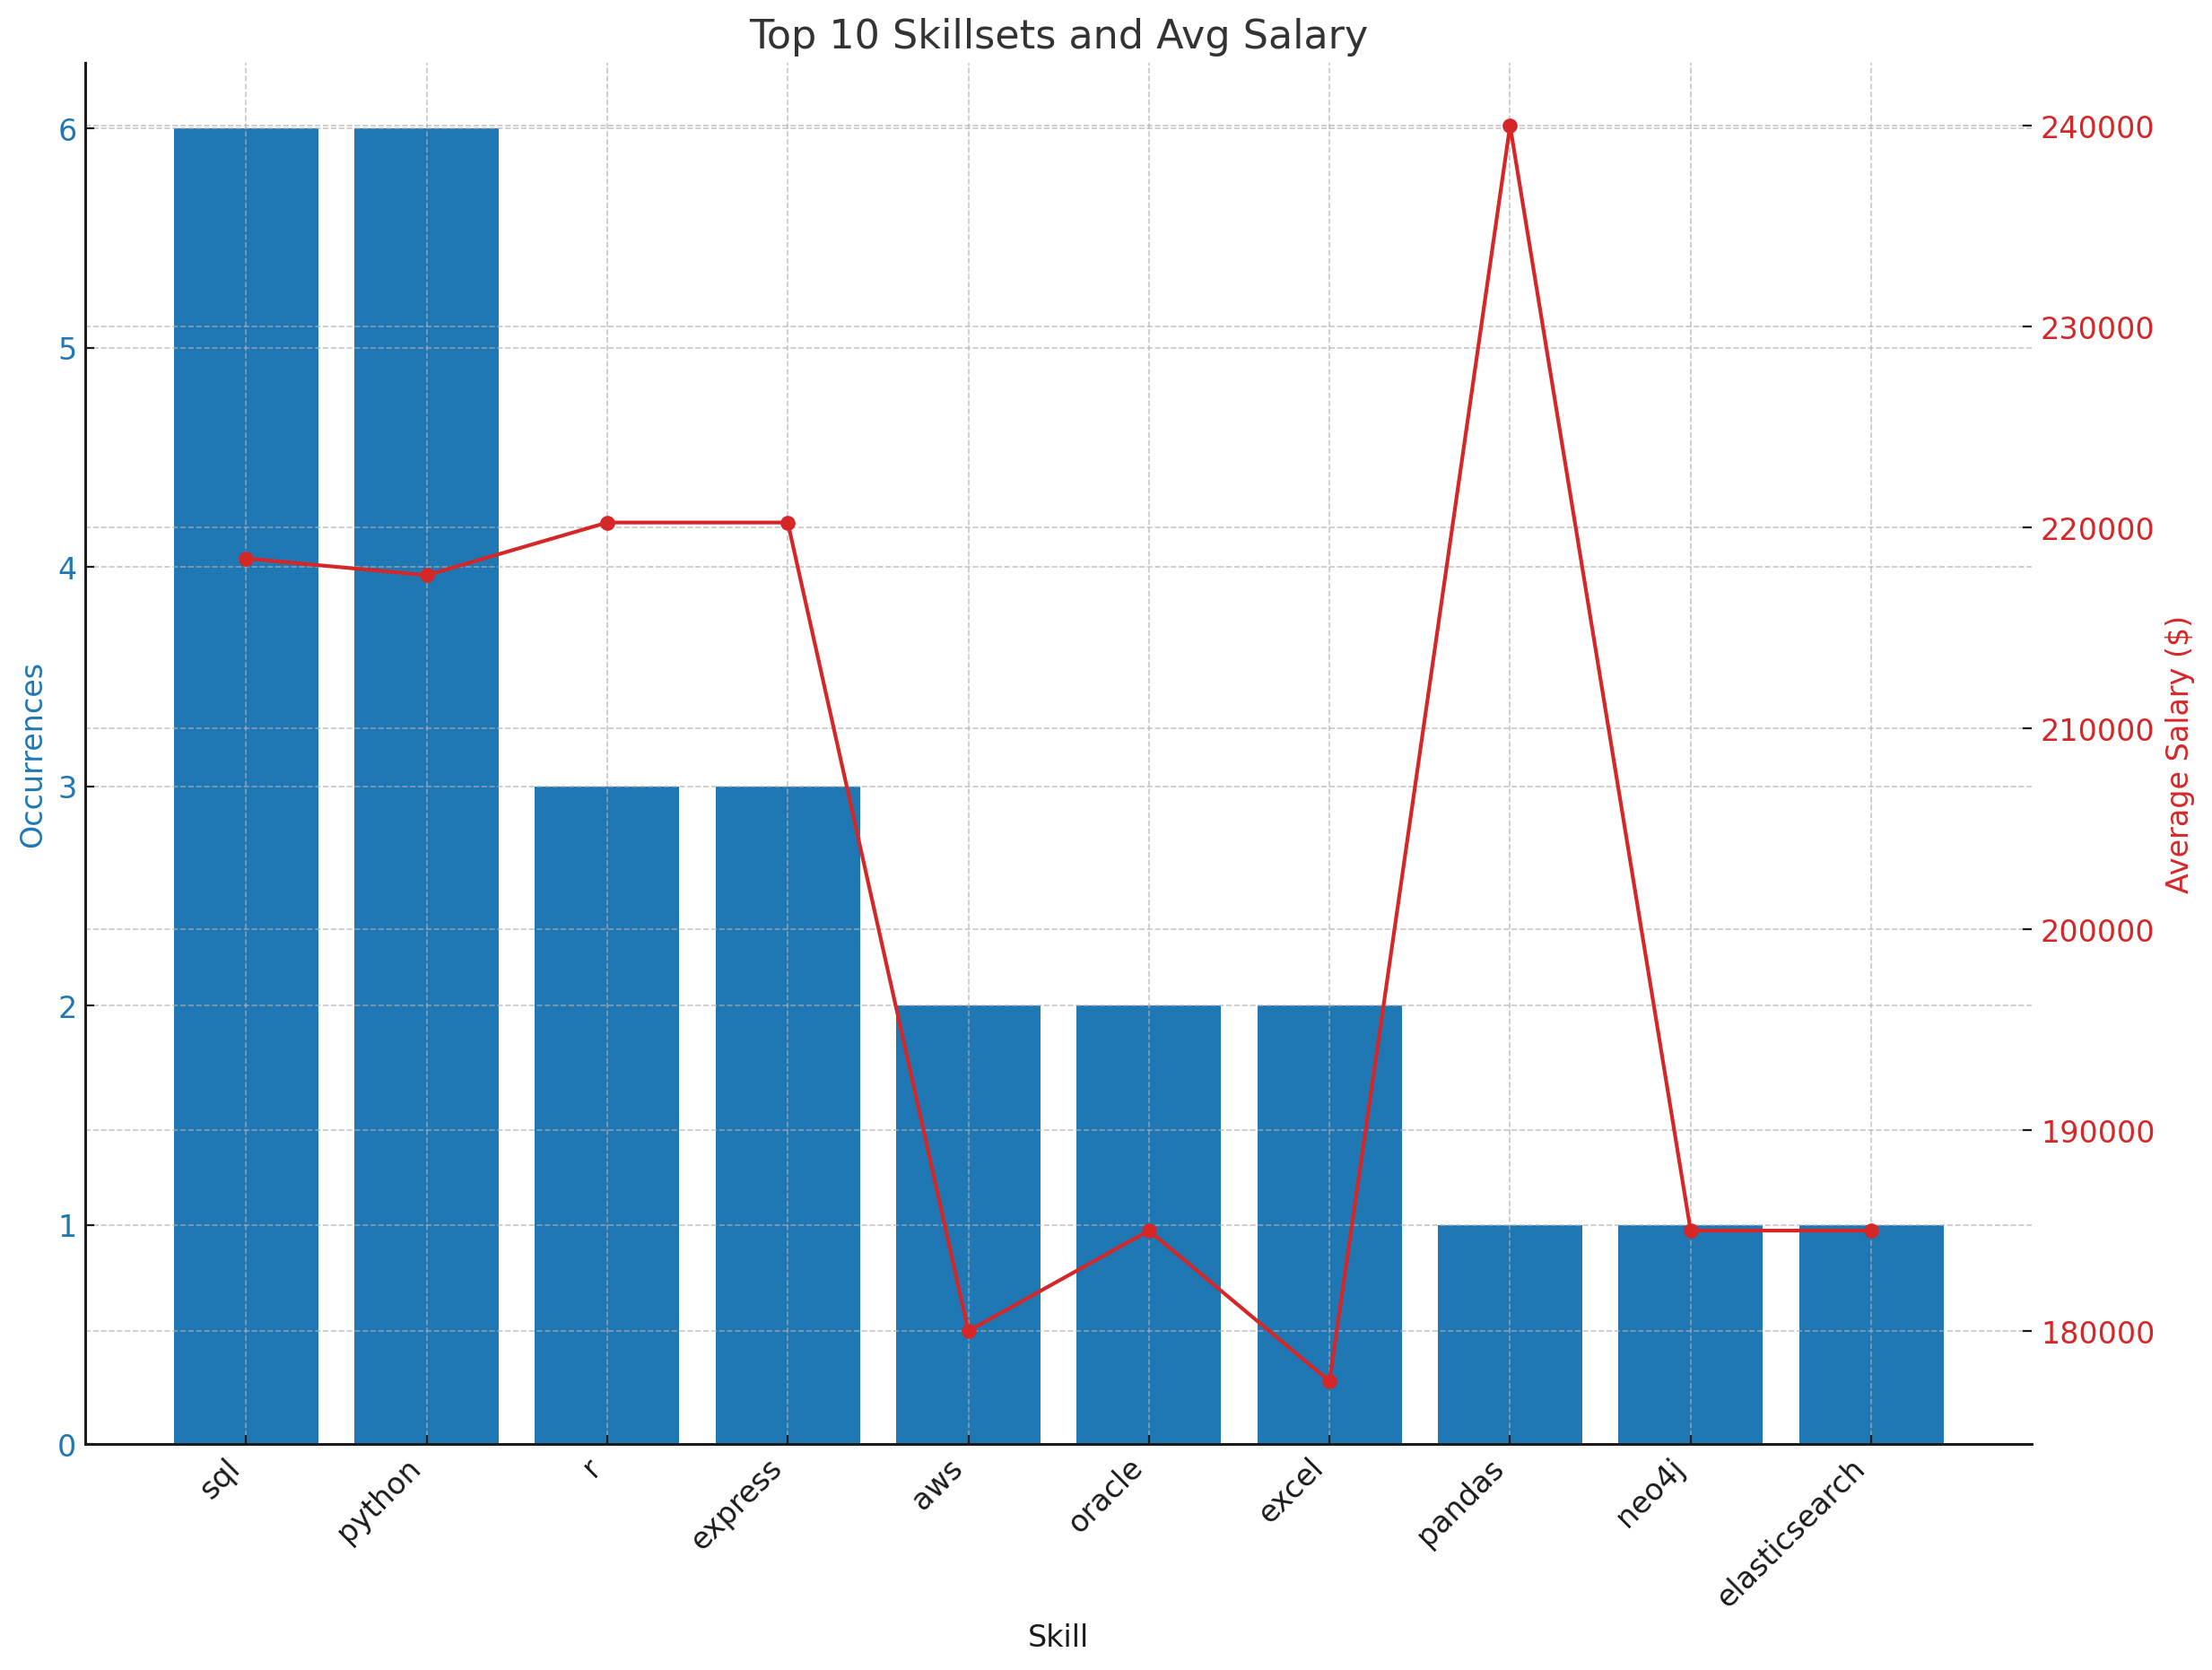 Top 10 Skillsets and Avg Salary
6
5
4
3
2
1
0
Occurrences
240000
230000
220000
210000
200000
190000
180000
Average Salary ($)
sql
python
r
express
aws
oracle
excel
pandas
neo4j
elasticsearch
Skill